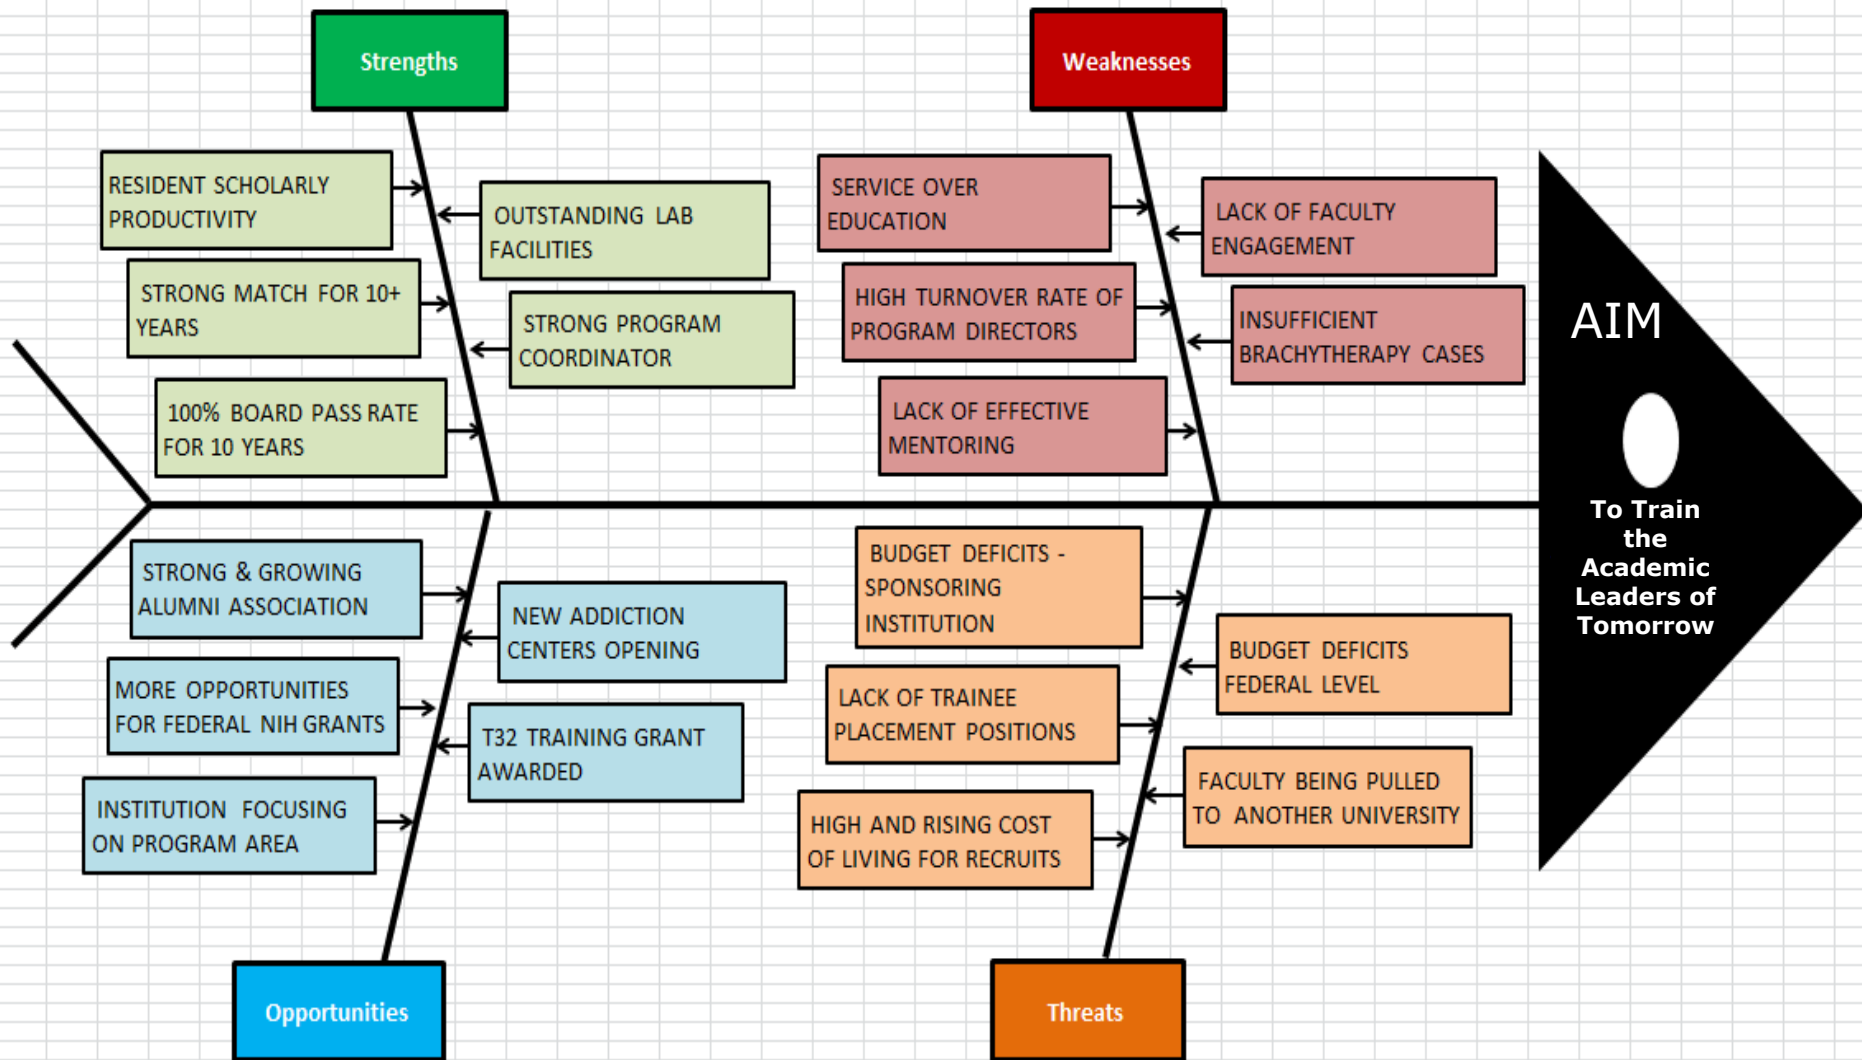 Strengths
Weaknesses
RESIDENT SCHOLARLY
PRODUCTIVITY
OUTSTANDING LAB
FACILITIES
STRONG MATCH FOR 10+
YEARS
STRONG PROGRAM
COORDINATOR
100% BOARD PASS RATE
FOR 10 YEARS
SERVICE OVER
EDUCATION
LACK OF FACULTY
ENGAGEMENT
HIGH TURNOVER RATE OF
PROGRAM DIRECTORS
INSUFFICIENT
BRACHYTHERAPY CASES
LACK OF EFFECTIVE
MENTORING
AIM
To Train
the
Academic
Leaders of
Tomorrow
STRONG & GROWING
ALUMNI ASSOCIATION
NEW ADDICTION
CENTERS OPENING
MORE OPPORTUNITIES
FOR FEDERAL NIH GRANTS
T32 TRAINING GRANT
AWARDED
INSTITUTION FOCUSING
ON PROGRAM AREA
BUDGET DEFICITS -
SPONSORING
INSTITUTION
BUDGET DEFICITS
FEDERAL LEVEL
LACK OF TRAINEE
PLACEMENT POSITIONS
FACULTY BEING PULLED
TO ANOTHER UNIVERSITY
HIGH AND RISING COST
OF LIVING FOR RECRUITS
Opportunities
Threats